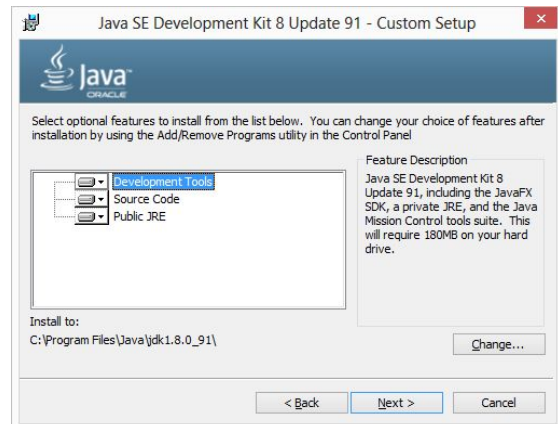 Java SE Development Kit 8 Update 91 - Custom Setup
Java
ORACLE
Select optional features to install from the list below. You can change your choice of features after
installation by using the Add/Remove Programs utility in the Control Panel
Development Tools
Source Code
Public JRE
Feature Description
Java SE Development Kit 8
Update 91, including the JavaFX
SDK, a private JRE, and the Java
Mission Control tools suite. This
will require 180MB on your hard
drive.
Install to:
C:\Program Files\Java\jdk1.8.0_91\
Change...
< Back
Next >
Cancel